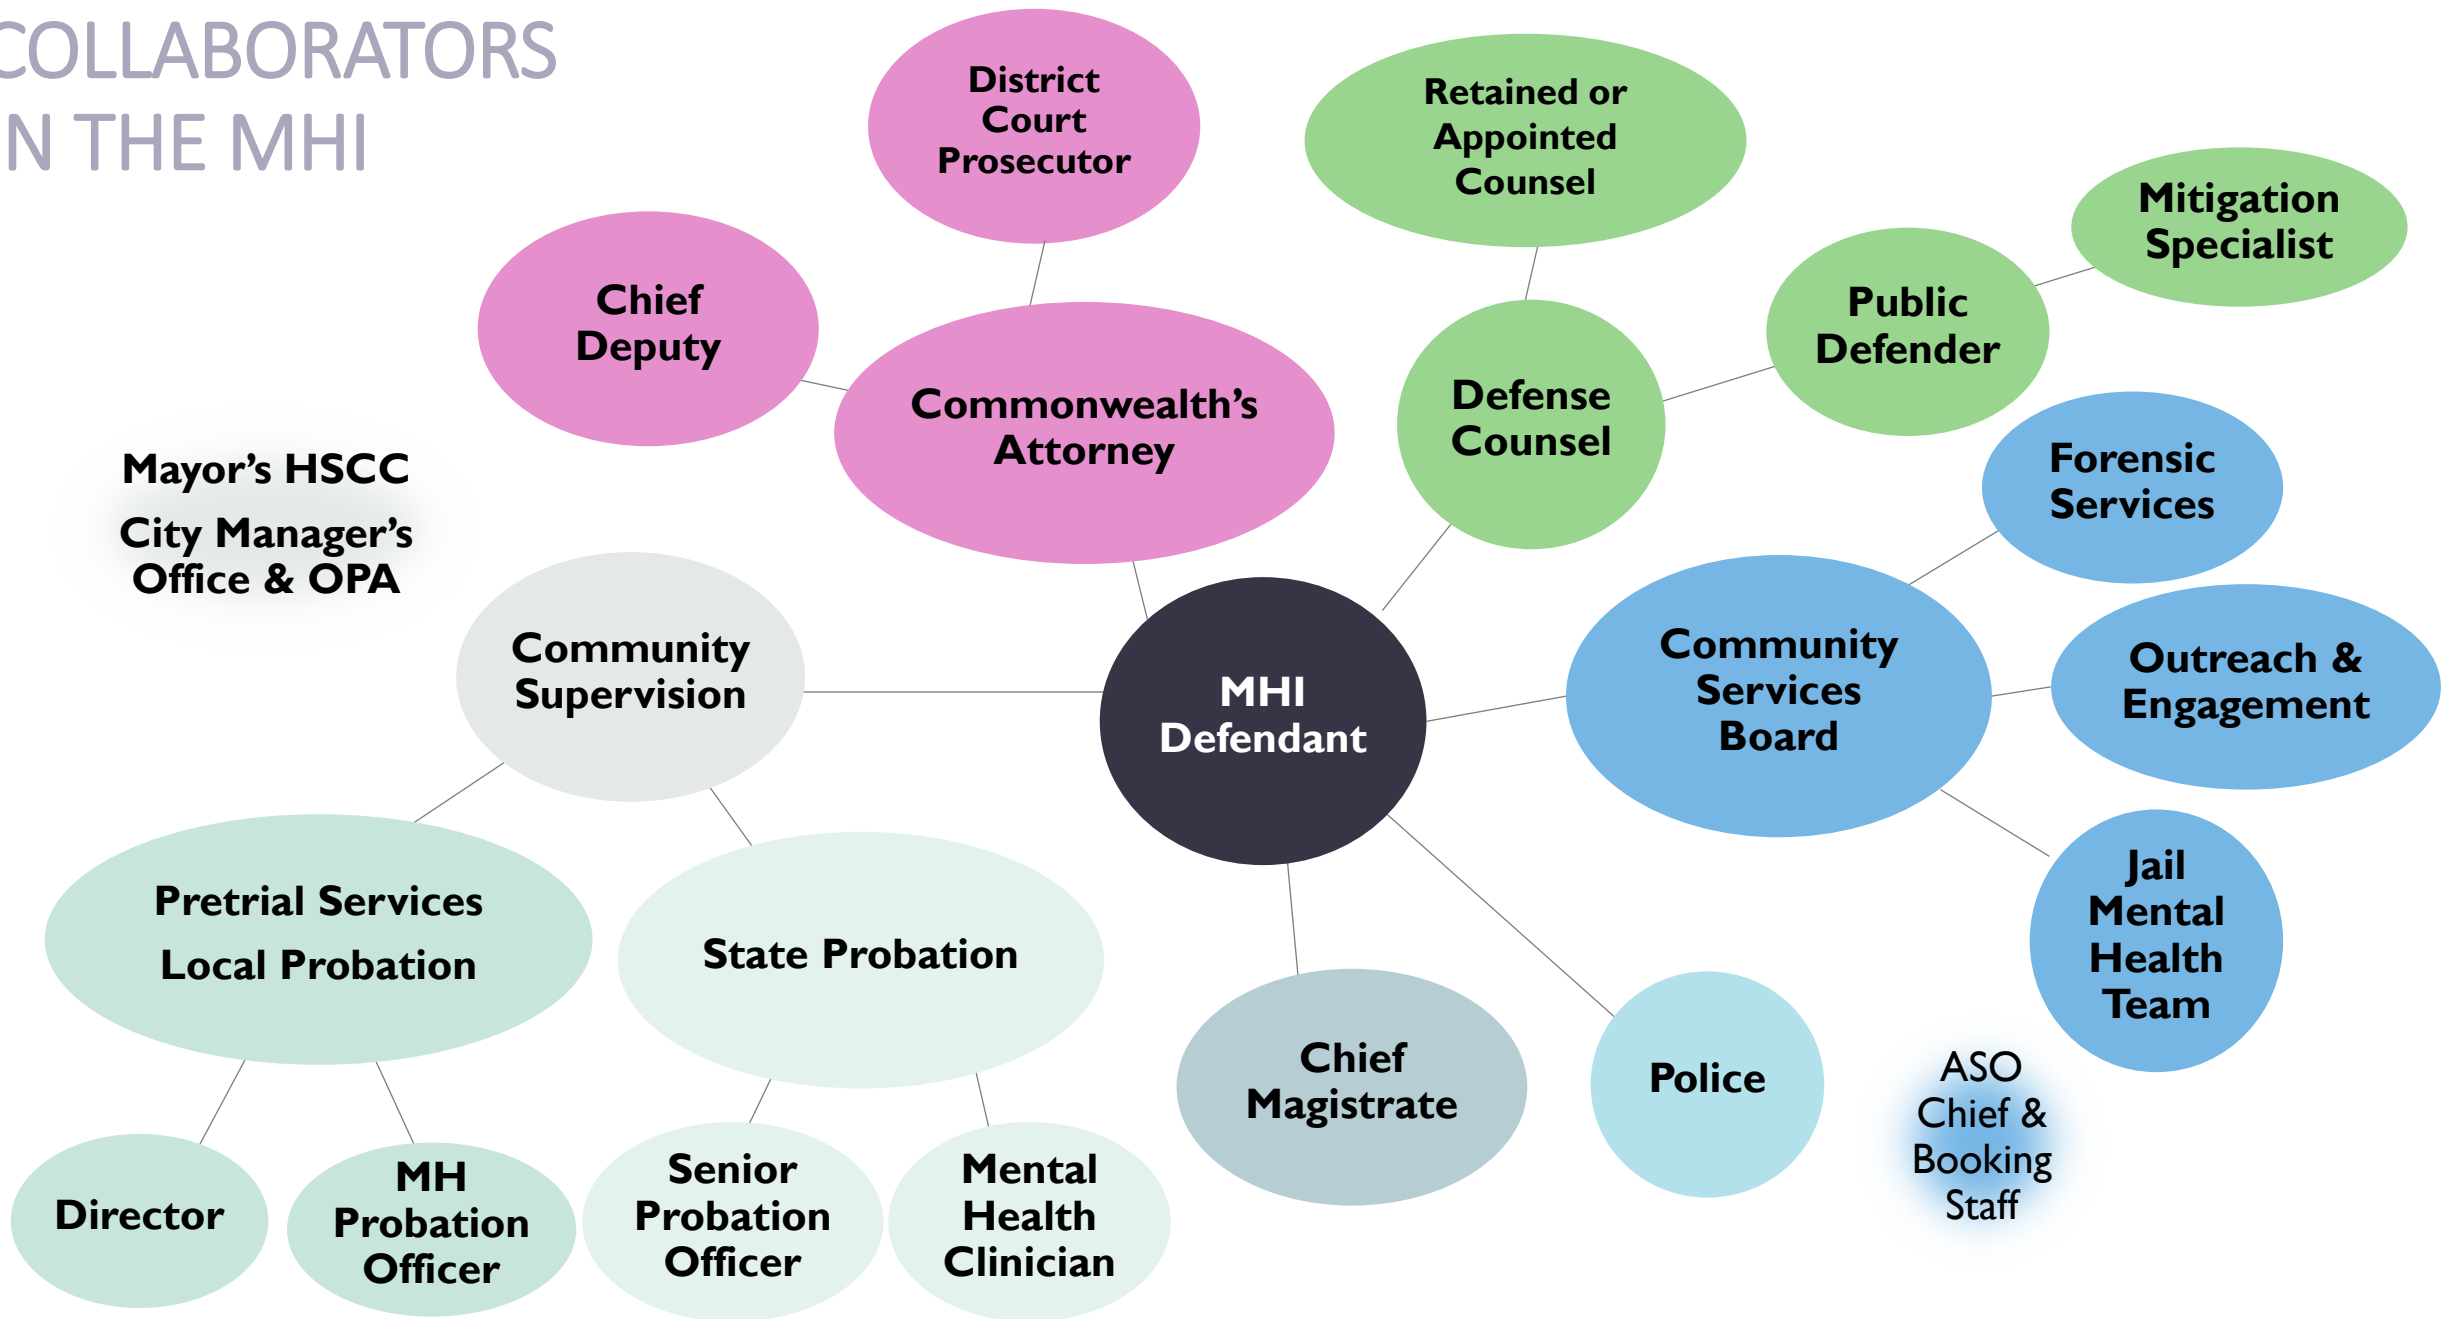 COLLABORATORS
N THE MHI
District
Court
Prosecutor
Retained or
Appointed
Counsel
Mitigation
Specialist
Chief
Deputy
Public
Defender
Commonwealth’s
Attorney
Defense
Counsel
Forensic
Services
Mayor’s HSCC
City Manager’s
Office & OPA
Community
Supervision
MHI
Defendant
Community
Services
Board
Outreach &
Engagement
Pretrial Services
Local Probation
State Probation
Jail
Mental
Health
Team
Chief
Magistrate
Police
ASO
Chief &
Booking
Staff
Director
MH
Probation
Officer
Senior
Probation
Officer
Mental
Health
Clinician